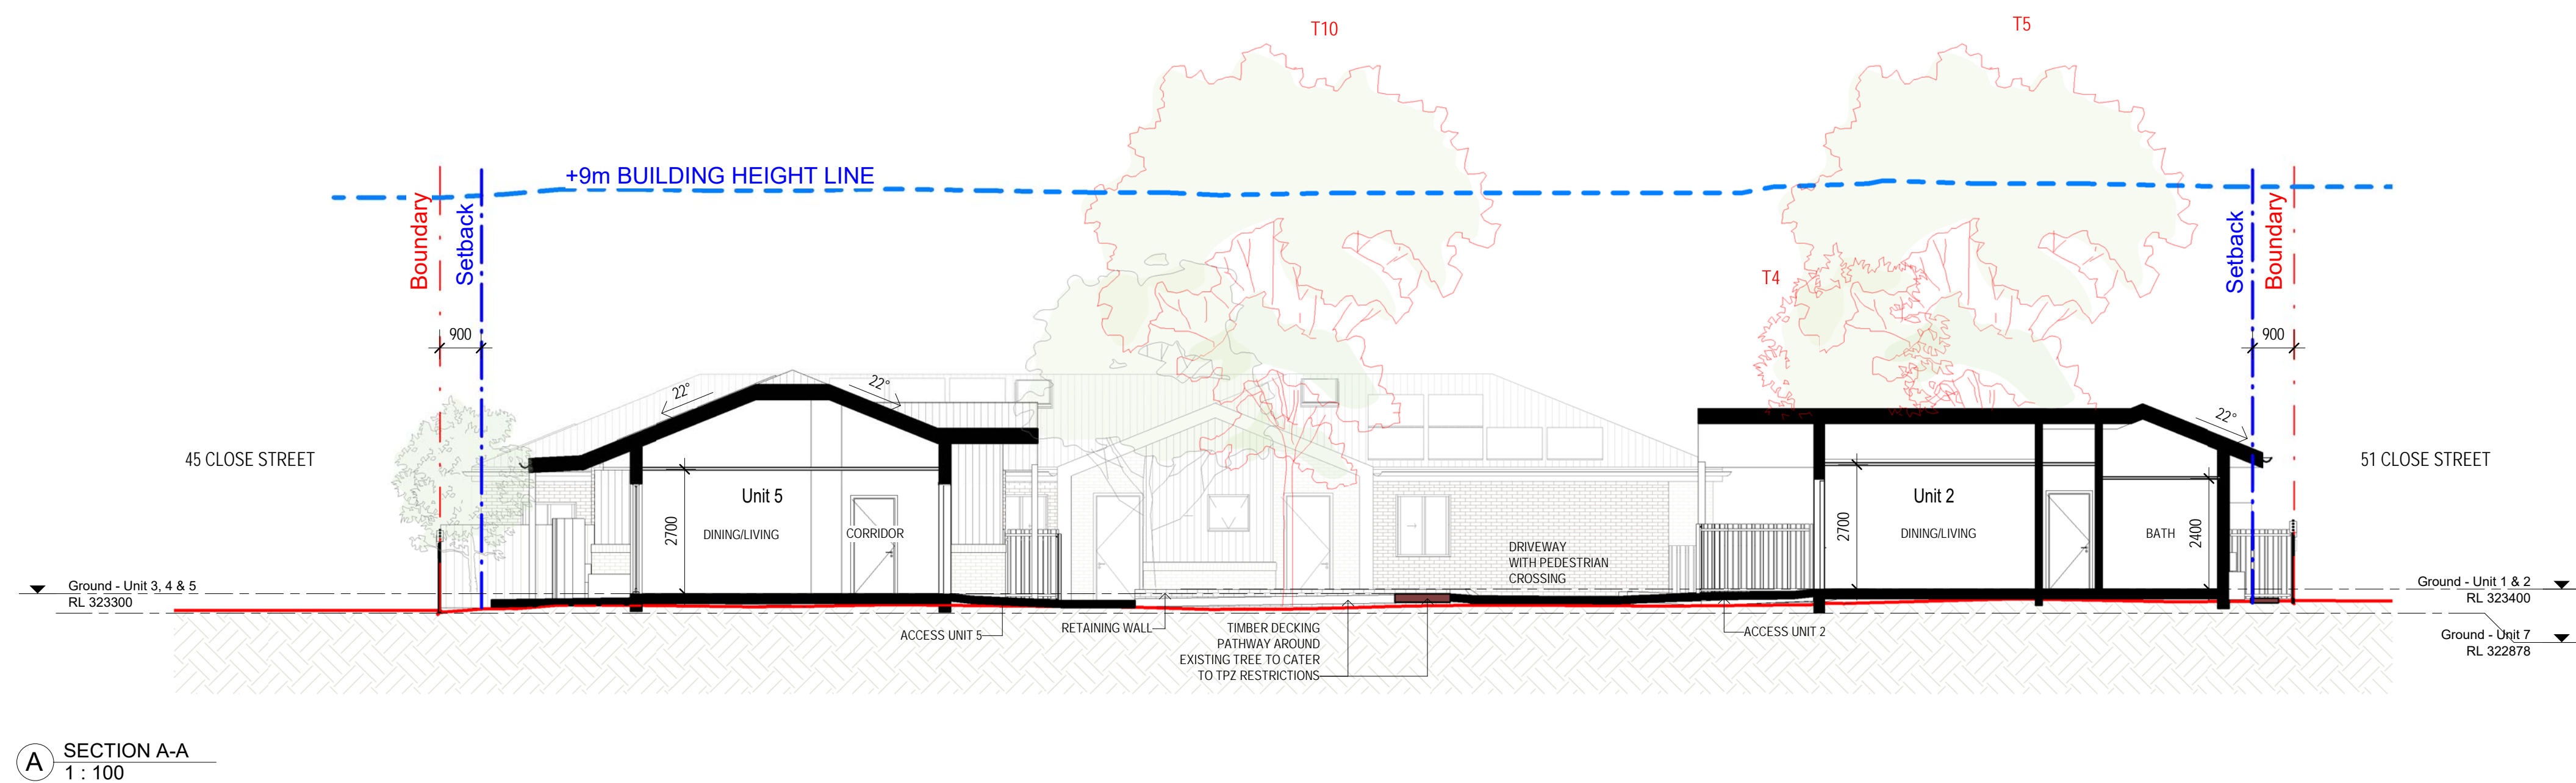 T10
T5
+9m BUILDING HEIGHT LINE
Boundary
Setback
Setback
Boundary
T4
900
900
22°
22°
22°
45 CLOSE STREET
51 CLOSE STREET
Unit 5
2700
DINING/LIVING
CORRIDOR
Unit 2
2700
DINING/LIVING
BATH
2400
DRIVEWAY
WITH PEDESTRIAN
CROSSING
Ground - Unit 3, 4 & 5
RL 323300
Ground - Unit 1 & 2
RL 323400
ACCESS UNIT 5
RETAINING WALL
TIMBER DECKING
PATHWAY AROUND
EXISTING TREE TO CATER
TO TPZ RESTRICTIONS
ACCESS UNIT 2
Ground - Unit 7
RL 322878
A
SECTION A-A
1 : 100